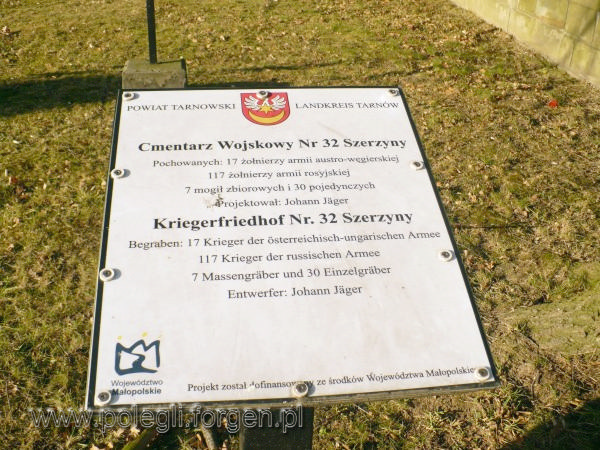 POWIAT TARNOWSKI LANDKREIS TARNÓW
Cmentarz Wojskowy Nr 32 Szerzyny
Pochowanych: 17 żołnierzy armii austro-węgierskiej
117 żołnierzy armii rosyjskiej
7 mogił zbiorowych i 30 pojedynczych
Projektował: Johann Jäger
Kriegerfriedhof Nr. 32 Szerzyny
Begraben: 17 Krieger der österreichisch-ungarischen Armee
117 Krieger der russischen Armee
7 Massengräber und 30 Einzelgräber
Entwerfer: Johann Jäger
Województwo
Małopolskie
Projekt został dofinansowany ze środków Województwa Małopolskie
www.polegli.forgen.pl